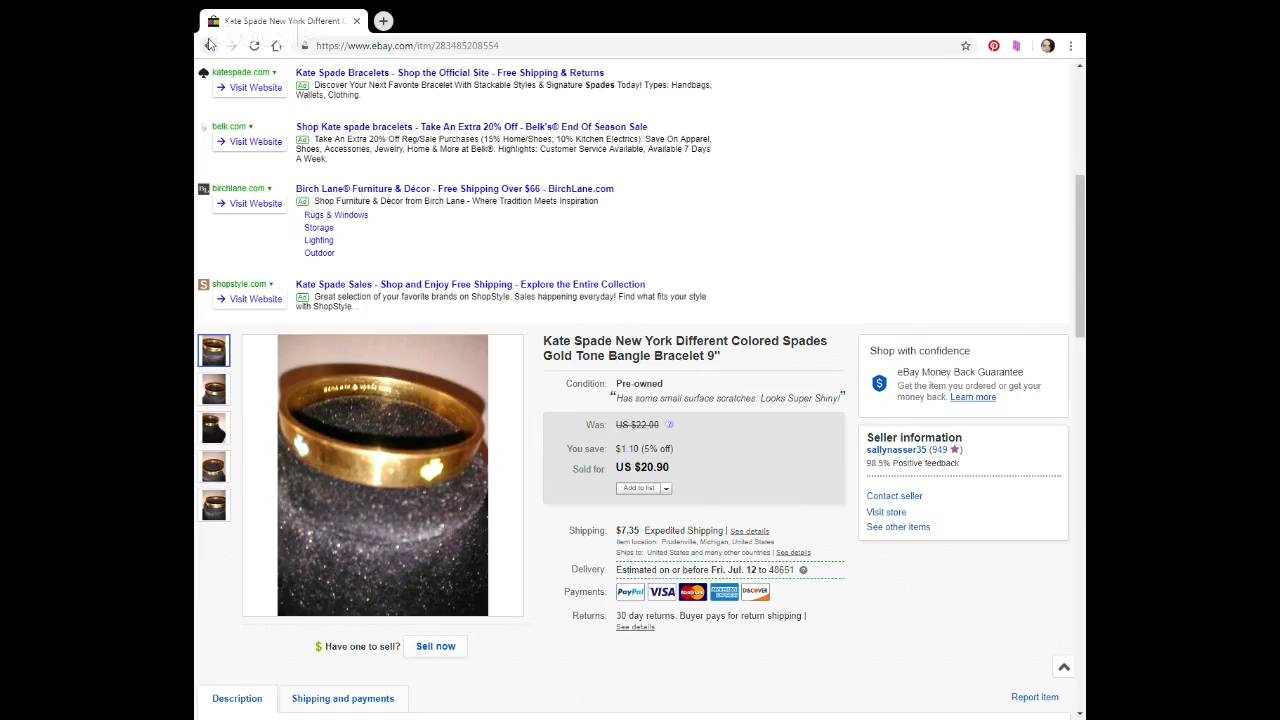 Kate Spade New York Different C
https://www.ebay.com/itm/283485208554
katespade.com
Kate Spade Bracelets - Shop the Official Site - Free Shipping & Returns
Visit Website
Ad Discover Your Next Favorite Bracelet With Stackable Styles & Signature Spades Today! Types: Handbags,
Wallets, Clothing.
belk.com
Shop Kate spade bracelets - Take An Extra 20% Off - Belk's® End Of Season Sale
Visit Website
Ad Take An Extra 20% Off Reg/Sale Purchases (15% Home/Shoes; 10% Kitchen Electrics). Save On Apparel,
Shoes, Accessories, Jewelry, Home & More at Belk®. Highlights: Customer Service Available, Available 7 Days
A Week.
birchlane.com
Birch Lane® Furniture & Décor - Free Shipping Over $66 - BirchLane.com
Visit Website
Ad Shop Furniture & Décor from Birch Lane - Where Tradition Meets Inspiration
Rugs & Windows
Storage
Lighting
Outdoor
S shopstyle.com
Kate Spade Sales - Shop and Enjoy Free Shipping - Explore the Entire Collection
Visit Website
Ad Great selection of your favorite brands on ShopStyle. Sales happening everyday! Find what fits your style
with ShopStyle...
Kate Spade New York Different Colored Spades
Gold Tone Bangle Bracelet 9"
Condition: Pre-owned
“Has some small surface scratches. Looks Super Shiny!”
Was: US $22.00
You save: $1.10 (5% off)
Sold for: US $20.90
Add to list
Shipping: $7.35 Expedited Shipping | See details
Item location: Prudenville, Michigan, United States
Ships to: United States and many other countries | See details
Delivery: Estimated on or before Fri. Jul. 12 to 48651
Payments: PayPal VISA MasterCard AMERICAN EXPRESS DISCOVER
Returns: 30 day returns. Buyer pays for return shipping |
See details
Shop with confidence
eBay Money Back Guarantee
Get the item you ordered or get your
money back. Learn more
Seller information
sallynasser35 (949 )
98.5% Positive feedback
Contact seller
Visit store
See other items
$ Have one to sell? Sell now
Description
Shipping and payments
Report item